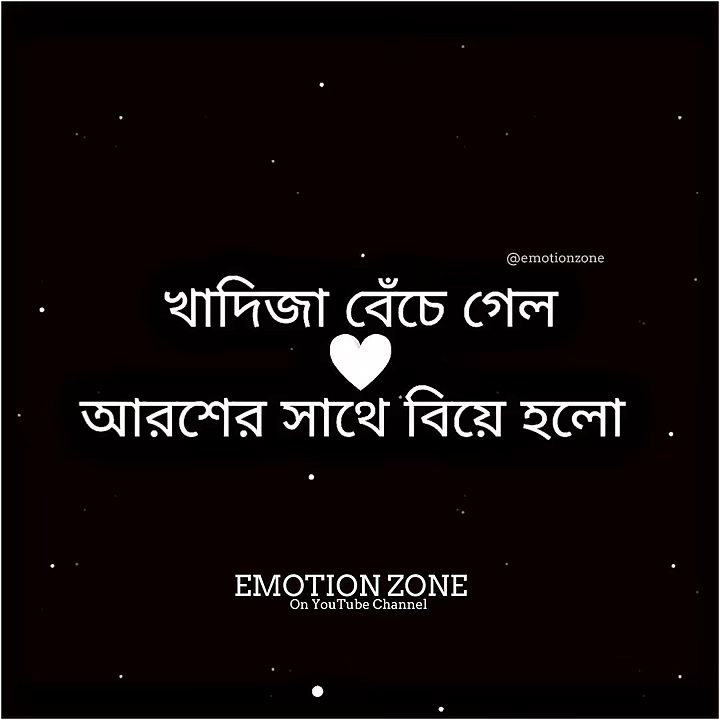 @emotionzone
খাদিজা বেঁচে গেল
আরশের সাথে বিয়ে হলো
EMOTION ZONE
On YouTube Channel